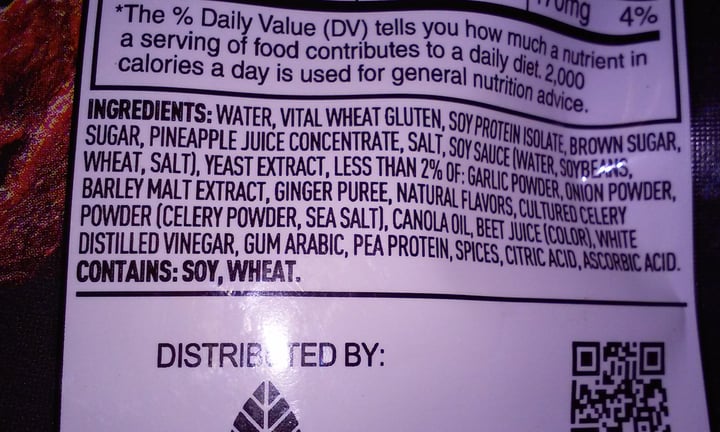 170mg 4%
*The % Daily Value (DV) tells you how much a nutrient in
a serving of food contributes to a daily diet. 2,000
calories a day is used for general nutrition advice.
INGREDIENTS: WATER, VITAL WHEAT GLUTEN, SOY PROTEIN ISOLATE, BROWN SUGAR,
SUGAR, PINEAPPLE JUICE CONCENTRATE, SALT, SOY SAUCE (WATER, SOYBEANS,
WHEAT, SALT), YEAST EXTRACT, LESS THAN 2% OF: GARLIC POWDER, ONION POWDER,
BARLEY MALT EXTRACT, GINGER PUREE, NATURAL FLAVORS, CULTURED CELERY
POWDER (CELERY POWDER, SEA SALT), CANOLA OIL, BEET JUICE (COLOR), WHITE
DISTILLED VINEGAR, GUM ARABIC, PEA PROTEIN, SPICES, CITRIC ACID, ASCORBIC ACID.
CONTAINS: SOY, WHEAT.
DISTRIBUTED BY: